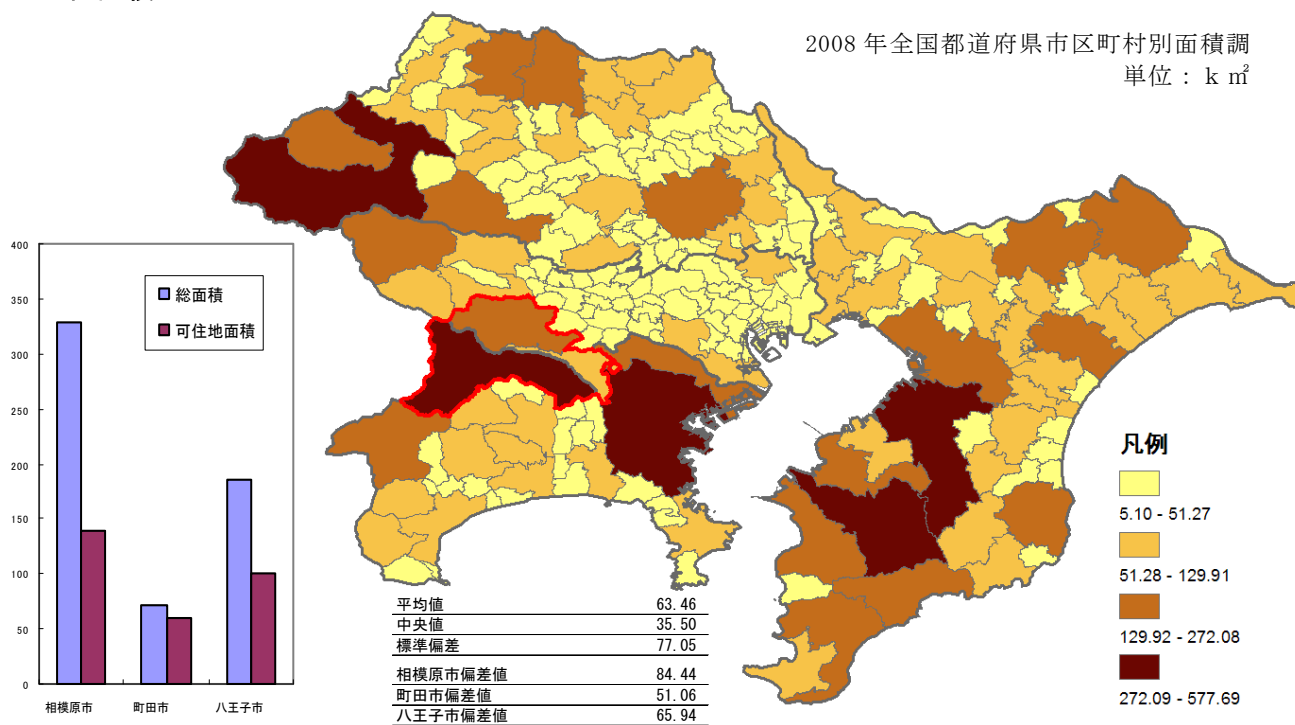 2008 年全国都道府県市区町村別面積調
単位： ｋ㎡
400
350
300
250
200
150
100
50
0
総面積
可住地面積
相模原市
町田市
八王子市
平均値 63.46
中央値 35.50
標準偏差 77.05
相模原市偏差値 84.44
町田市偏差値 51.06
八王子市偏差値 65.94
凡例
5.10 - 51.27
51.28 - 129.91
129.92 - 272.08
272.09 - 577.69